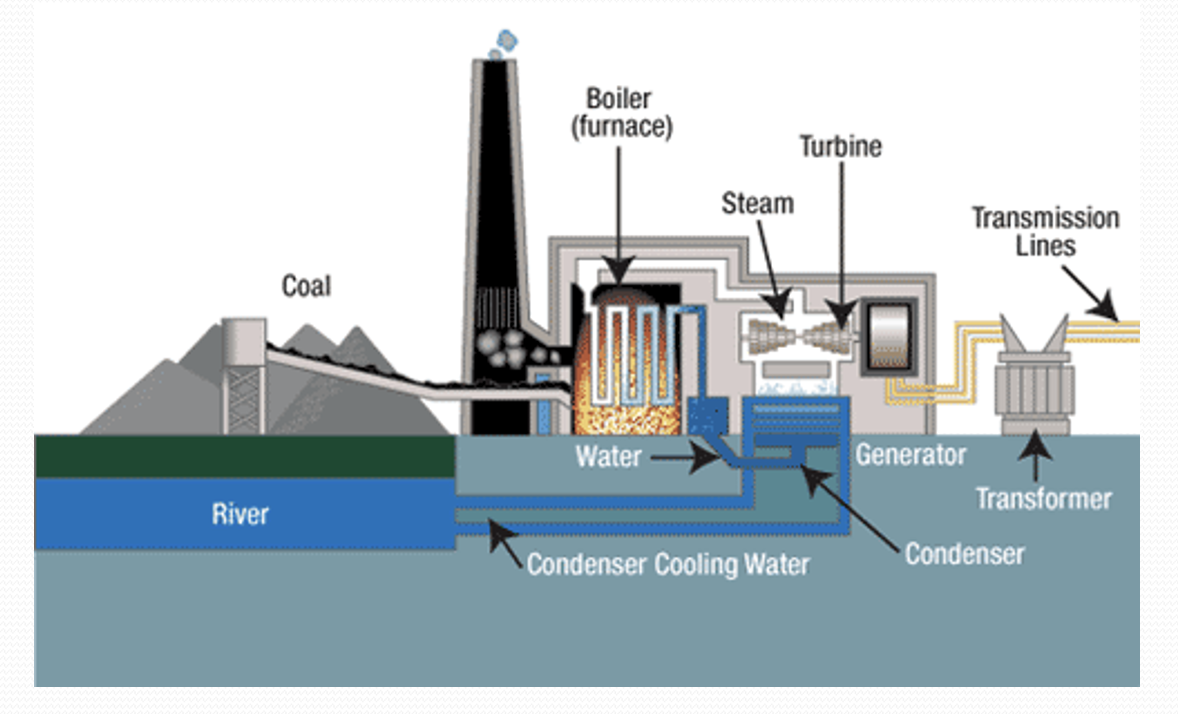 Boiler
(furnace)
Turbine
Steam
Transmission
Lines
Coal
Water
Generator
Transformer
River
Condenser
Condenser Cooling Water